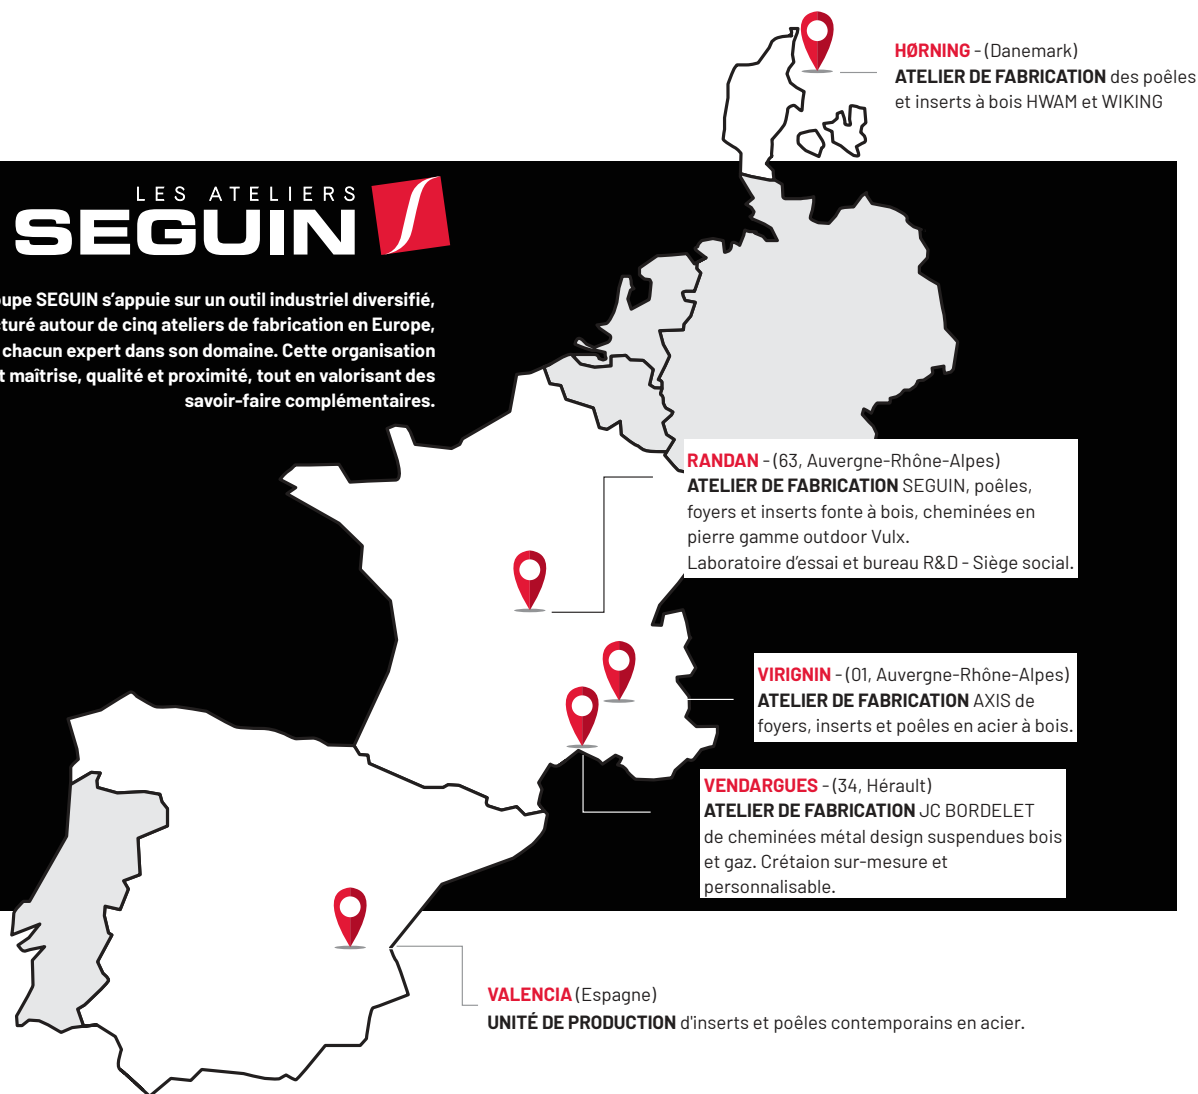 HØRNING - (Danemark)
ATELIER DE FABRICATION des poêles
et inserts à bois HWAM et WIKING
LES ATELIERS
SEGUIN
SEGUIN s'appuie sur un outil industriel diversifié,
autour de cinq ateliers de fabrication en Europe,
chacun expert dans son domaine. Cette organisation
maîtrise, qualité et proximité, tout en valorisant des
savoir-faire complémentaires.
RANDAN - (63, Auvergne-Rhône-Alpes)
ATELIER DE FABRICATION SEGUIN, poêles,
foyers et inserts fonte à bois, cheminées en
pierre gamme outdoor Vulx.
Laboratoire d'essai et bureau R&D - Siège social.
VIRIGNIN - (01, Auvergne-Rhône-Alpes)
ATELIER DE FABRICATION AXIS de
foyers, inserts et poêles en acier à bois.
VENDARGUES - (34, Hérault)
ATELIER DE FABRICATION JC BORDELET
de cheminées métal design suspendues bois
et gaz. Crétaion sur-mesure et
personnalisable.
VALENCIA (Espagne)
UNITÉ DE PRODUCTION d'inserts et poêles contemporains en acier.